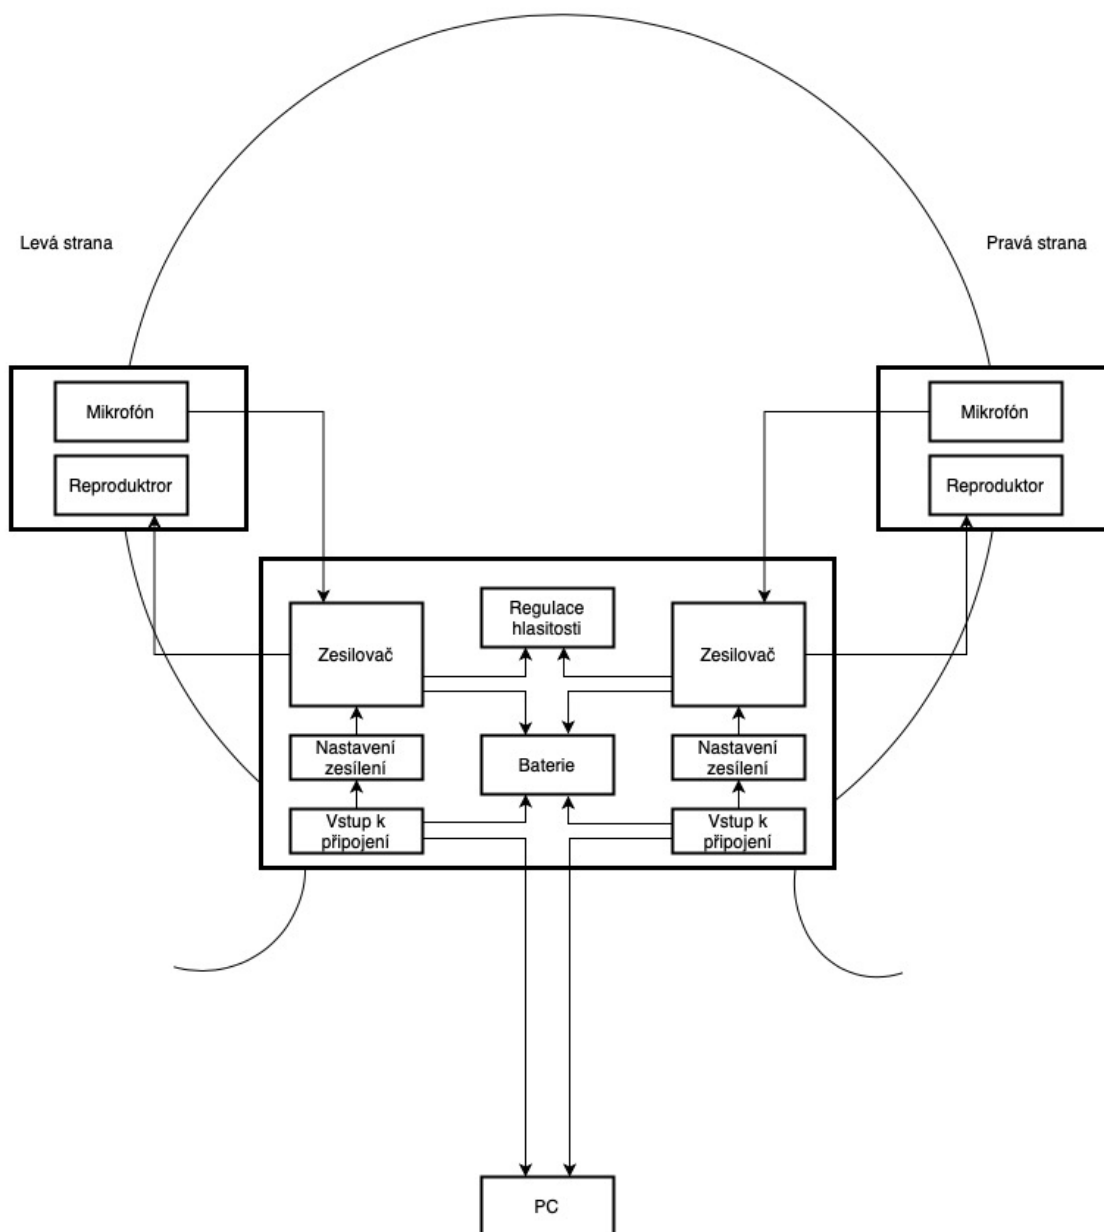 Levá strana
Pravá strana
Mikrofón
Reproduktror
Mikrofón
Reproduktor
Zesilovač
Nastavení
zesílení
Vstup k
připojení
Regulace
hlasitosti
Baterie
Zesilovač
Nastavení
zesílení
Vstup k
připojení
PC